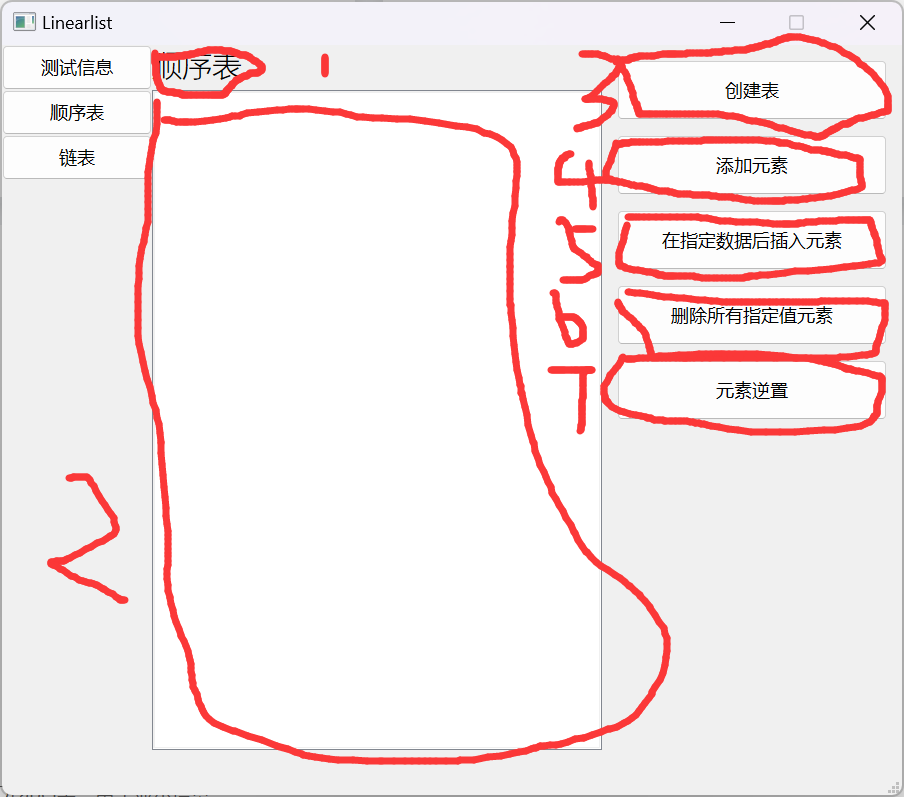 Linearlist
测试信息
顺序表
链表
顺序表
1
2
3
创建表
4
添加元素
5
在指定数据后插入元素
6
删除所有指定值元素
7
元素逆置